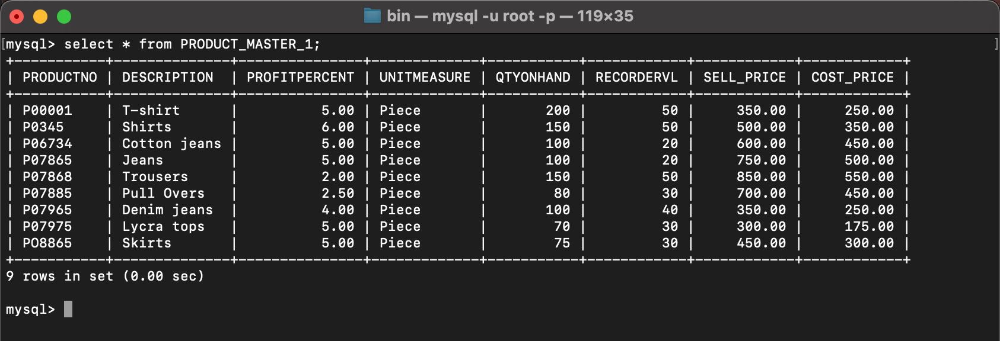 bin — mysql -u root -p — 119×35
mysql> select * from PRODUCT_MASTER_1;
+-----------+--------------+---------------+-------------+-----------+------------+------------+------------+
| PRODUCTNO | DESCRIPTION  | PROFITPERCENT | UNITMEASURE | QTYONHAND | RECORDERVL | SELL_PRICE | COST_PRICE |
+-----------+--------------+---------------+-------------+-----------+------------+------------+------------+
| P00001    | T-shirt      |          5.00 | Piece       |       200 |         50 |     350.00 |     250.00 |
| P0345     | Shirts       |          6.00 | Piece       |       150 |         50 |     500.00 |     350.00 |
| P06734    | Cotton jeans |          5.00 | Piece       |       100 |         20 |     600.00 |     450.00 |
| P07865    | Jeans        |          5.00 | Piece       |       100 |         20 |     750.00 |     500.00 |
| P07868    | Trousers     |          2.00 | Piece       |       150 |         50 |     850.00 |     550.00 |
| P07885    | Pull Overs   |          2.50 | Piece       |        80 |         30 |     700.00 |     450.00 |
| P07965    | Denim jeans  |          4.00 | Piece       |       100 |         40 |     350.00 |     250.00 |
| P07975    | Lycra tops   |          5.00 | Piece       |        70 |         30 |     300.00 |     175.00 |
| PO8865    | Skirts       |          5.00 | Piece       |        75 |         30 |     450.00 |     300.00 |
+-----------+--------------+---------------+-------------+-----------+------------+------------+------------+
9 rows in set (0.00 sec)
mysql>